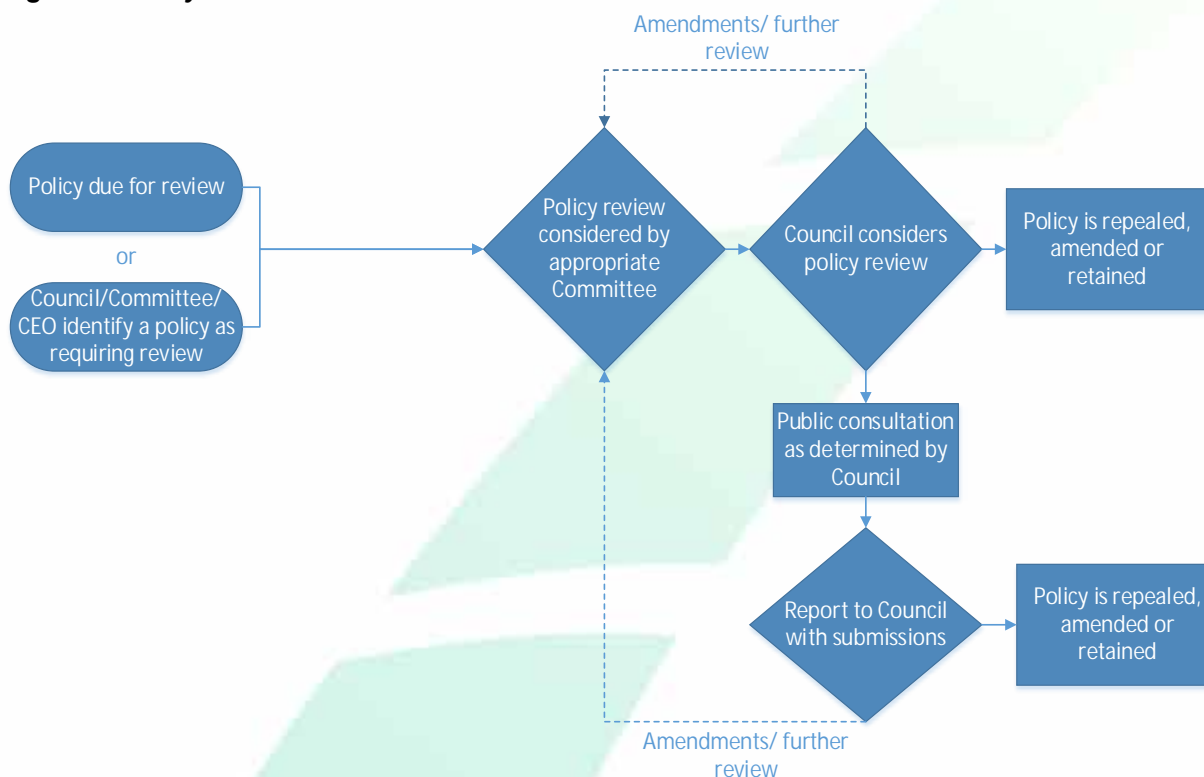 Amendments/ further
review
Policy due for review
or
Council/Committee/
CEO identify a policy as
requiring review
Policy review
considered by
appropriate
Committee
Council considers
policy review
Policy is repealed,
amended or
retained
Public consultation
as determined by
Council
Report to Council
with submissions
Policy is repealed,
amended or
retained
Amendments/ further
review